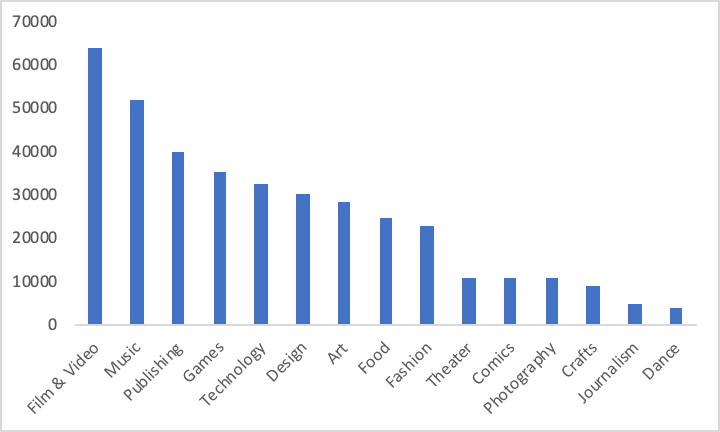 70000
60000
50000
40000
30000
20000
10000
0
Film & Video
Music
Publishing
Games
Technology
Design
Art
Food
Fashion
Theater
Comics
Photography
Crafts
Journalism
Dance